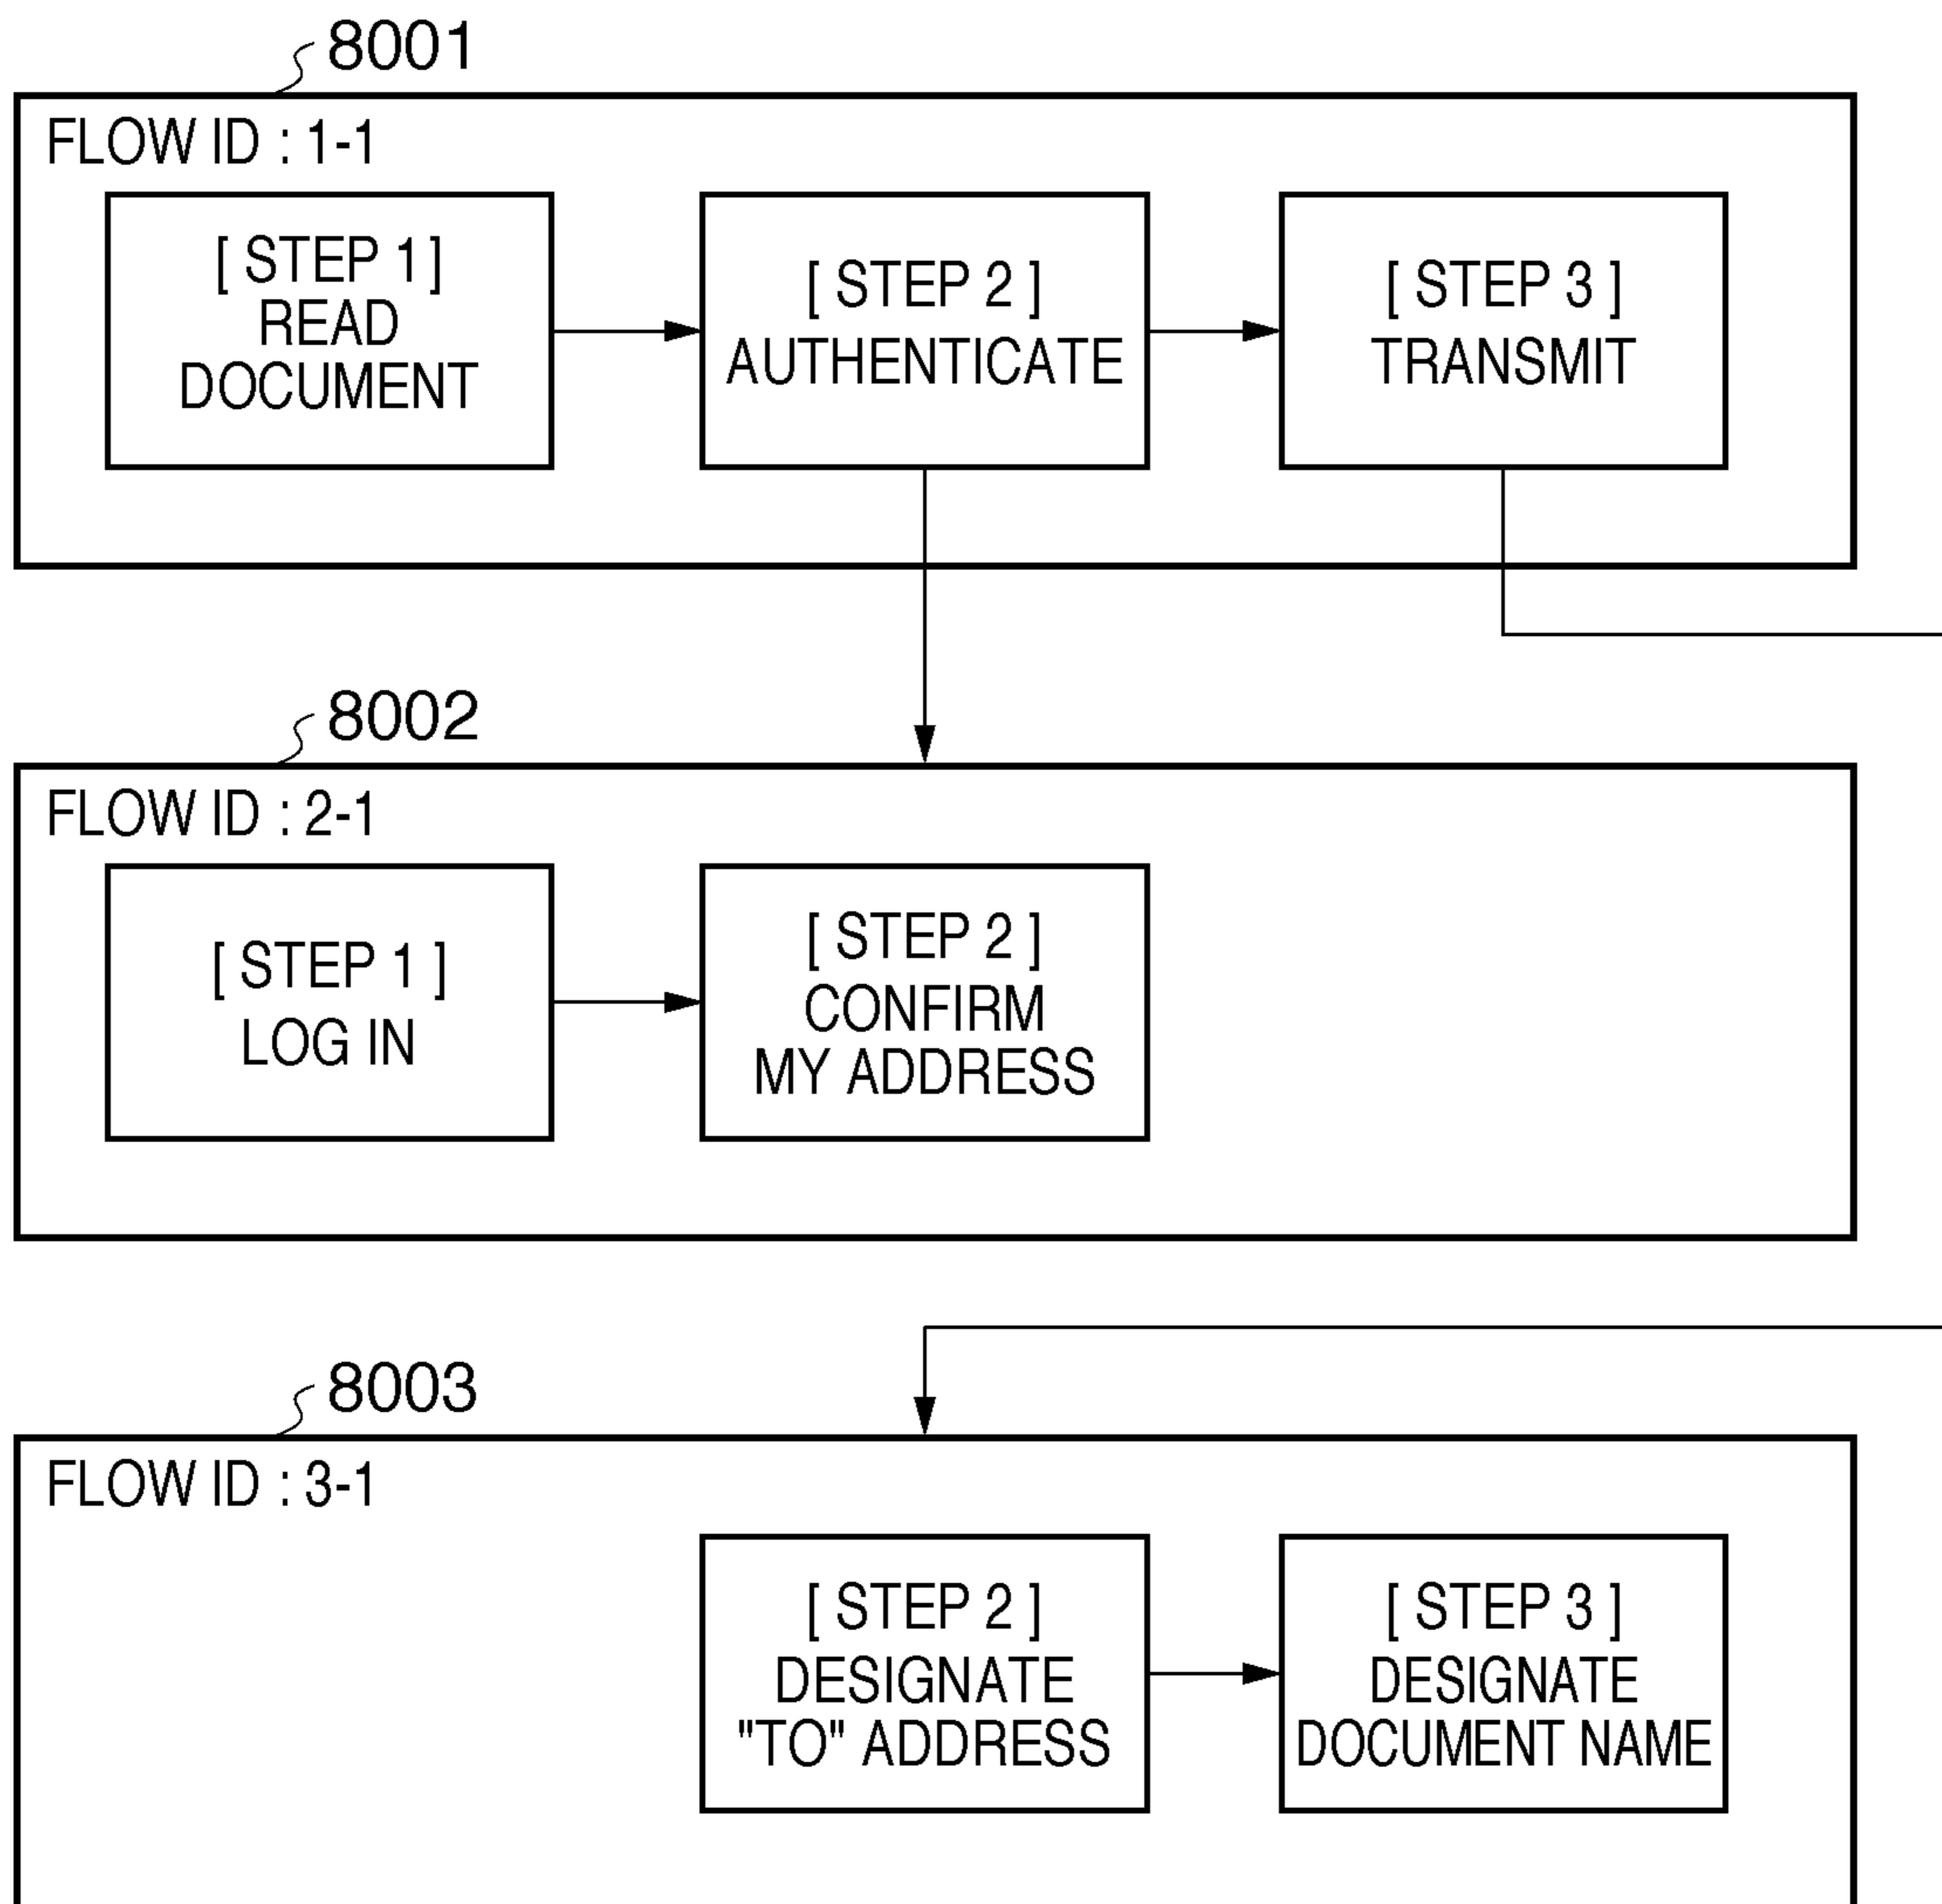 8001
FLOW ID : 1-1
[ STEP 1 ]
READ
DOCUMENT
[ STEP 2 ]
AUTHENTICATE
[ STEP 3 ]
TRANSMIT
8002
FLOW ID : 2-1
[ STEP 1 ]
LOG IN
[ STEP 2 ]
CONFIRM
MY ADDRESS
8003
FLOW ID : 3-1
[ STEP 2 ]
DESIGNATE
"TO" ADDRESS
[ STEP 3 ]
DESIGNATE
DOCUMENT NAME